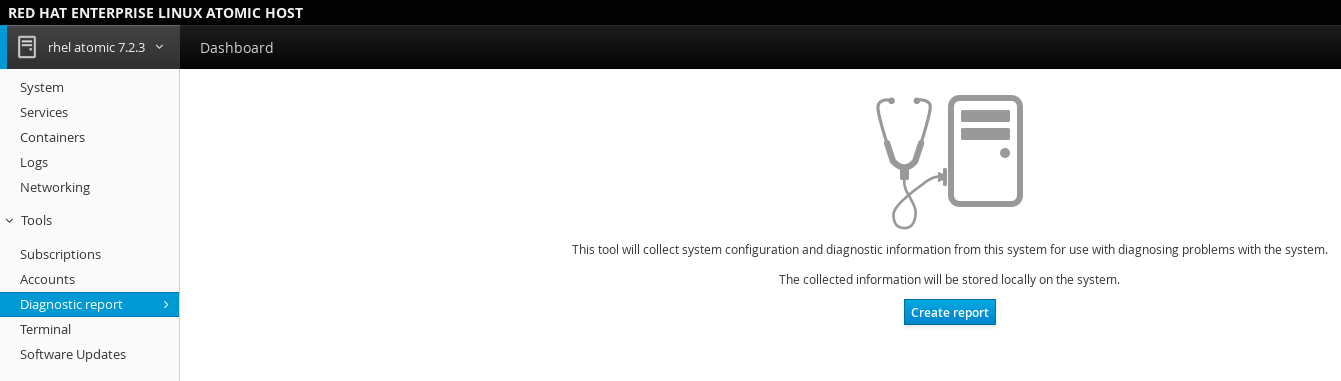 RED HAT ENTERPRISE LINUX ATOMIC HOST
rhel atomic 7.2.3
Dashboard
System
Services
Containers
Logs
Networking
Tools
Subscriptions
Accounts
Diagnostic report
Terminal
Software Updates
This tool will collect system configuration and diagnostic information from this system for use with diagnosing problems with the system.
The collected information will be stored locally on the system.
Create report